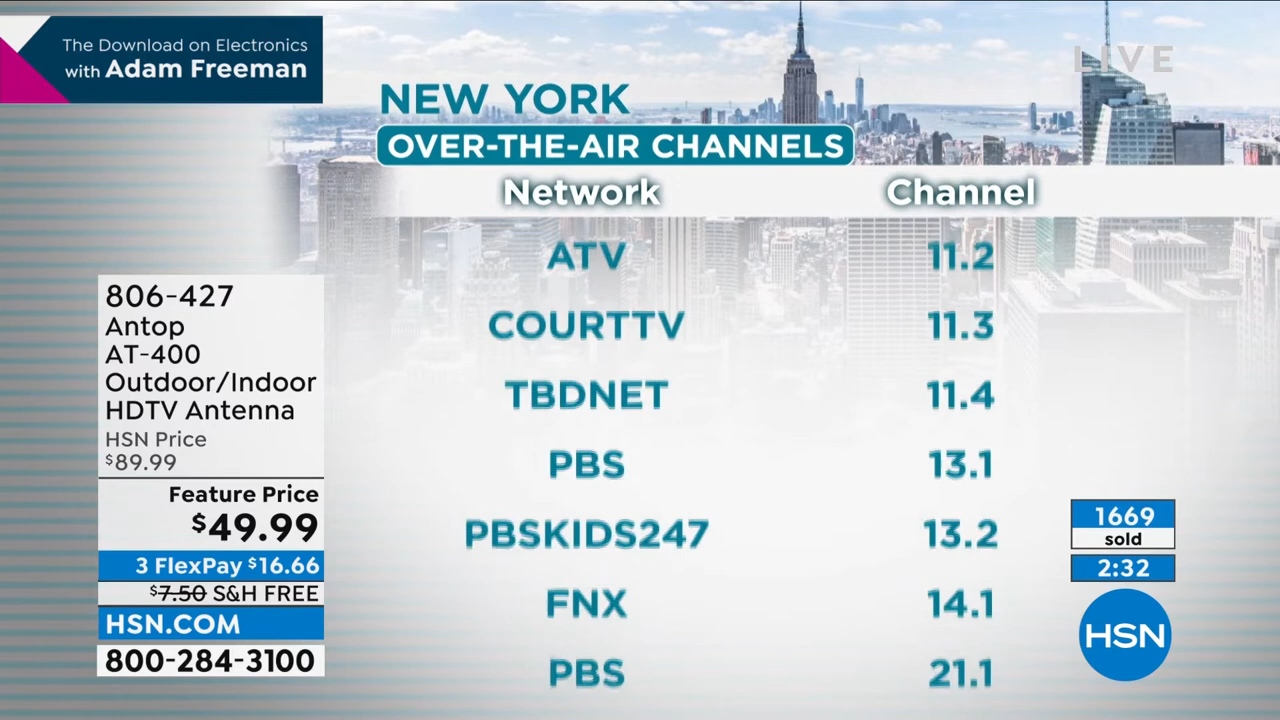 The Download on Electronics
with Adam Freeman
LIVE
NEW YORK
OVER-THE-AIR CHANNELS
Network Channel
ATV 11.2
COURTTV 11.3
TBDNET 11.4
PBS 13.1
PBSKIDS247 13.2
FNX 14.1
PBS 21.1
806-427
Antop
AT-400
Outdoor/Indoor
HDTV Antenna
HSN Price
$89.99
Feature Price
$49.99
3 FlexPay $16.66
$7.50 S&H FREE
HSN.COM
800-284-3100
1669
sold
2:32
HSN